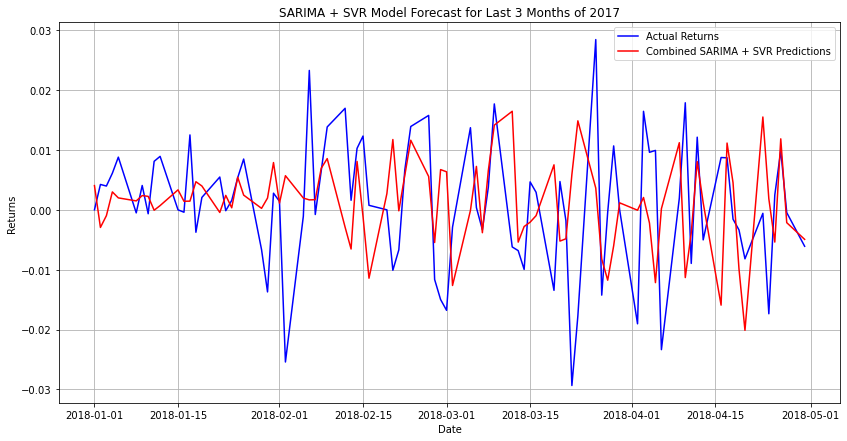 SARIMA + SVR Model Forecast for Last 3 Months of 2017
Actual Returns
Combined SARIMA + SVR Predictions
Returns
0.03
0.02
0.01
0.00
−0.01
−0.02
−0.03
2018-01-01 2018-01-15 2018-02-01 2018-02-15 2018-03-01 2018-03-15 2018-04-01 2018-04-15 2018-05-01
Date